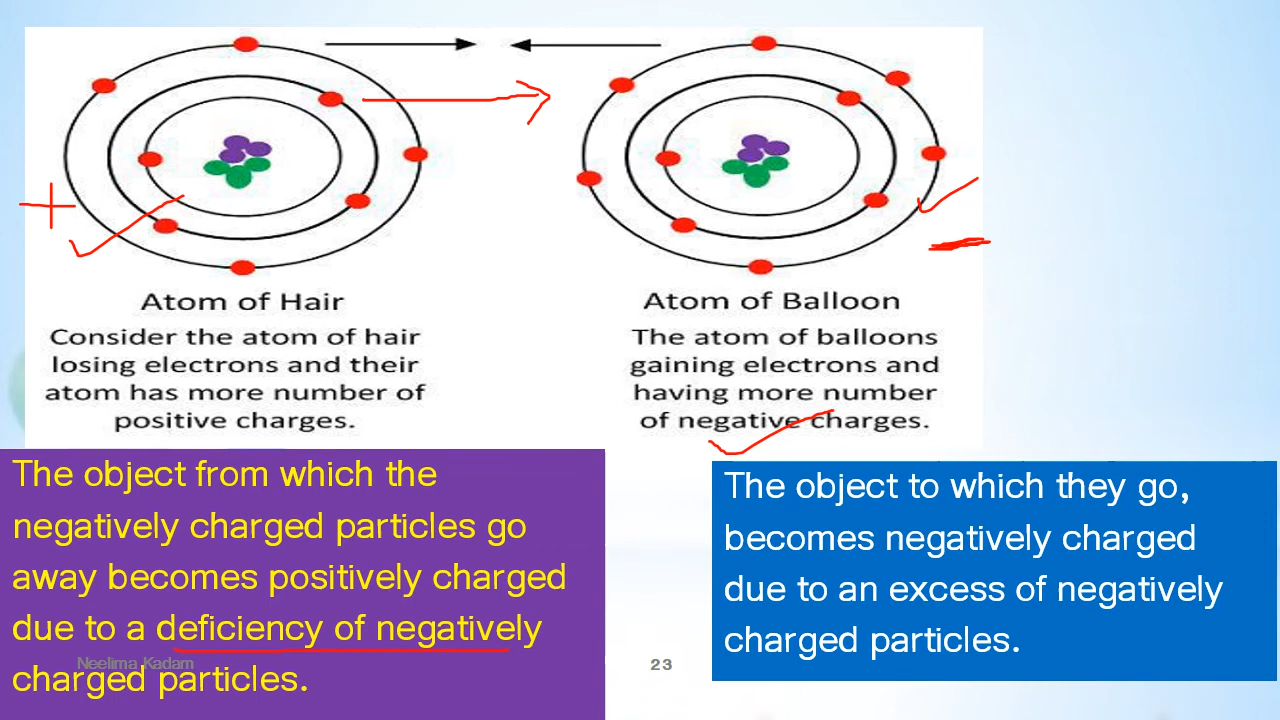 Atom of Hair
Consider the atom of hair
losing electrons and their
atom has more number of
positive charges.
Atom of Balloon
The atom of balloons
gaining electrons and
having more number
of negative charges.
The object from which the
negatively charged particles go
away becomes positively charged
due to a deficiency of negatively
charged particles.
Neelima Kadam
23
The object to which they go,
becomes negatively charged
due to an excess of negatively
charged particles.